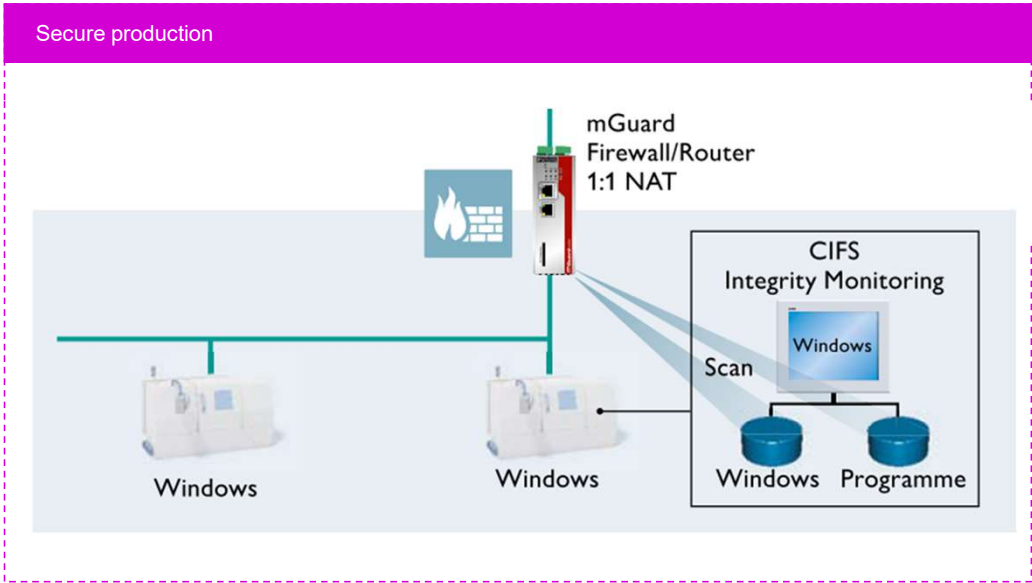 Secure production
mGuard
Firewall/Router
1:1 NAT
CIFS
Integrity Monitoring
Windows
Scan
Windows
Windows
Windows
Programme